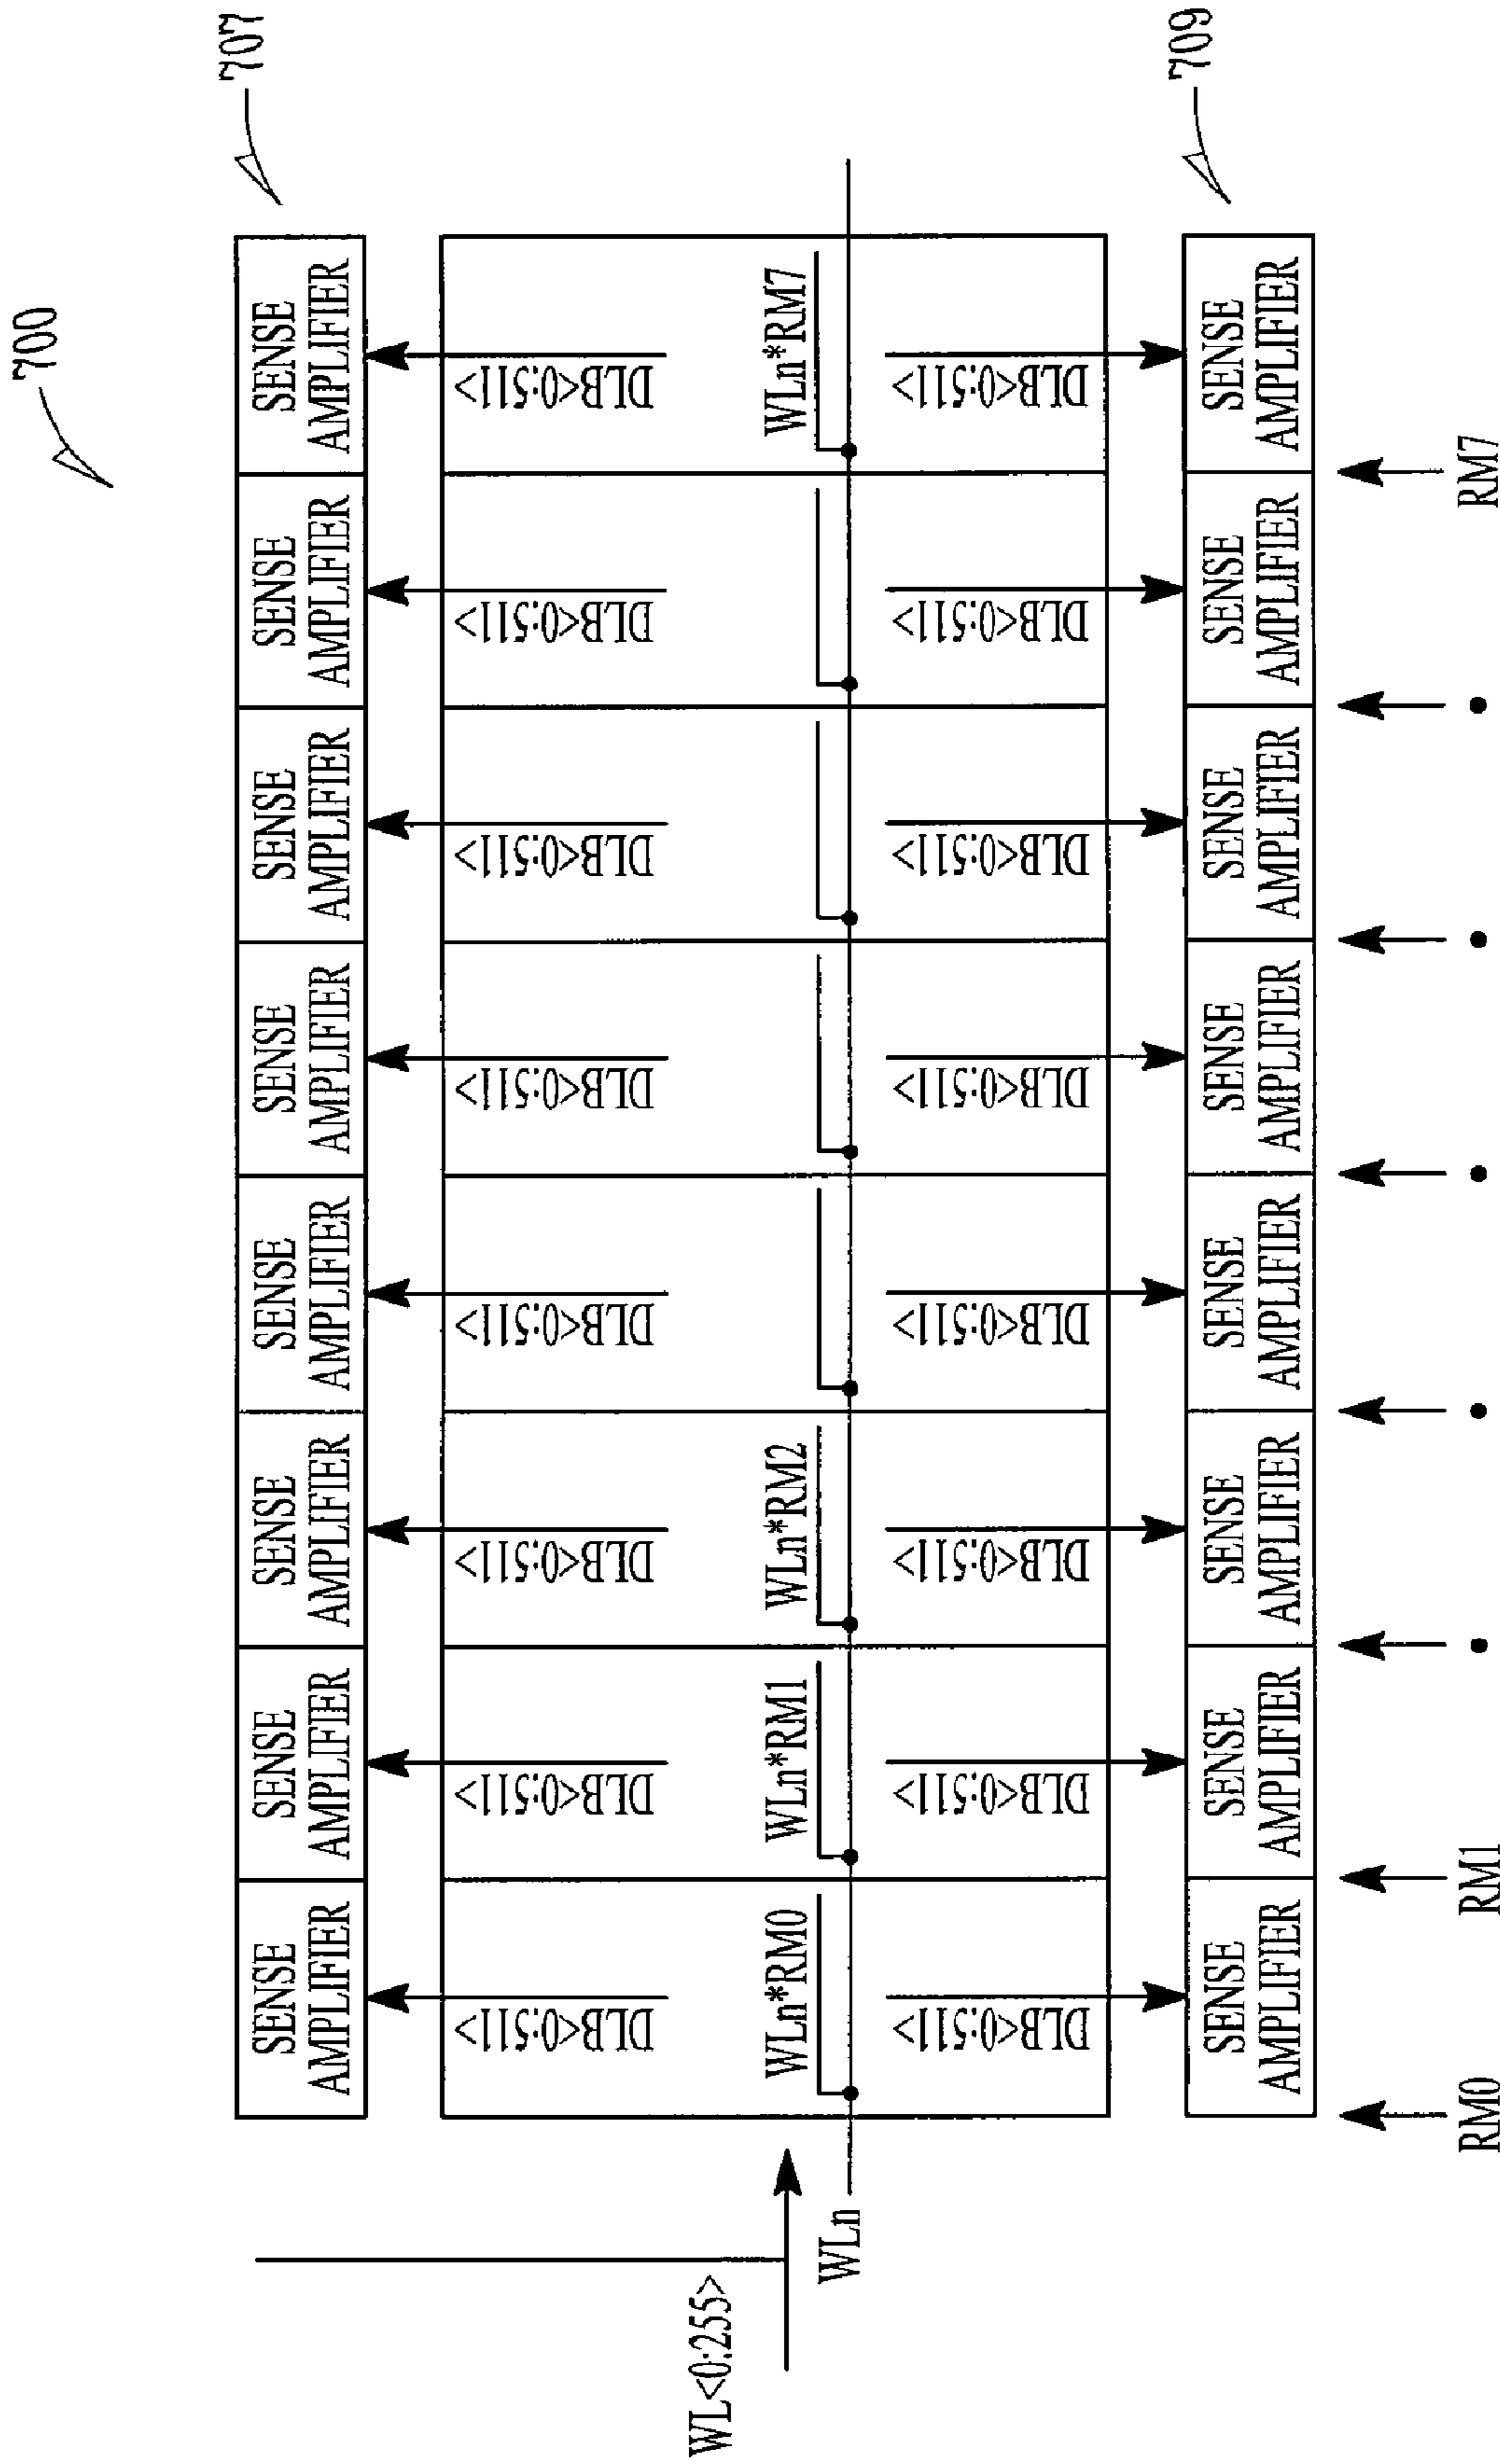 700
707
SENSE
AMPLIFIER
SENSE
AMPLIFIER
SENSE
AMPLIFIER
SENSE
AMPLIFIER
SENSE
AMPLIFIER
SENSE
AMPLIFIER
SENSE
AMPLIFIER
SENSE
AMPLIFIER
DLB<0:511>
DLB<0:511>
DLB<0:511>
DLB<0:511>
DLB<0:511>
DLB<0:511>
DLB<0:511>
DLB<0:511>
WL<0:255>
WLn*RM0
WLn*RM1
WLn*RM2
WLn*RM7
WLn
DLB<0:511>
DLB<0:511>
DLB<0:511>
DLB<0:511>
DLB<0:511>
DLB<0:511>
DLB<0:511>
DLB<0:511>
709
SENSE
AMPLIFIER
SENSE
AMPLIFIER
SENSE
AMPLIFIER
SENSE
AMPLIFIER
SENSE
AMPLIFIER
SENSE
AMPLIFIER
SENSE
AMPLIFIER
SENSE
AMPLIFIER
RM0
RM1
• • • • •
RM7